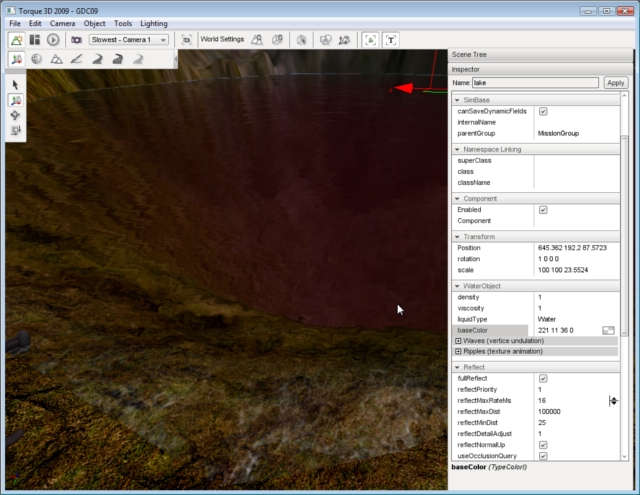 Torque 3D 2009 - GDC09
File Edit Camera Object Tools Lighting
Slowest - Camera 1
World Settings
T
Scene Tree
Inspector
Name: lake Apply
SimBase
canSaveDynamicFields
internalName
parentGroup MissionGroup
Namespace Linking
superClass
class
className
Component
Enabled
Component
Transform
Position 645.362 192.2 87.5723
rotation 1 0 0 0
scale 100 100 23.5524
WaterObject
density 1
viscosity 1
liquidType Water
baseColor 221 11 36 0
Waves (vertice undulation)
Ripples (texture animation)
Reflect
fullReflect
reflectPriority 1
reflectMaxRateMs 16
reflectMaxDist 100000
reflectMinDist 25
reflectDetailAdjust 1
reflectNormalUp
useOcclusionQuery
baseColor (TypeColorI)